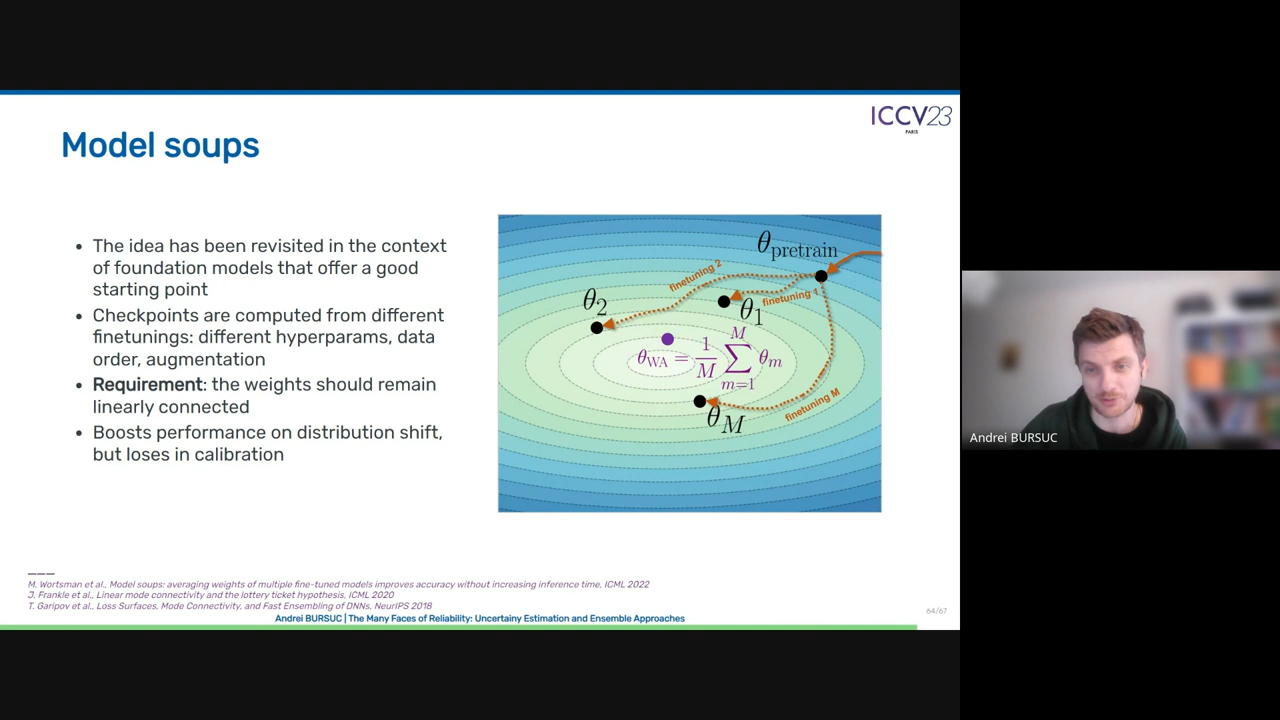 ICCV23
PARIS
Model soups
• The idea has been revisited in the context
of foundation models that offer a good
starting point
• Checkpoints are computed from different
finetunings: different hyperparams, data
order, augmentation
• Requirement: the weights should remain
linearly connected
• Boosts performance on distribution shift,
but loses in calibration
θpretrain
finetuning 2
finetuning 1
θ2
θ1
θWA = 1/M ∑_{m=1}^{M} θm
finetuning M
θM
Andrei BURSUC
M. Wortsman et al., Model soups: averaging weights of multiple fine-tuned models improves accuracy without increasing inference time, ICML 2022
J. Frankle et al., Linear mode connectivity and the lottery ticket hypothesis, ICML 2020
T. Garipov et al., Loss Surfaces, Mode Connectivity, and Fast Ensembling of DNNs, NeurIPS 2018
64/67
Andrei BURSUC | The Many Faces of Reliability: Uncertainy Estimation and Ensemble Approaches